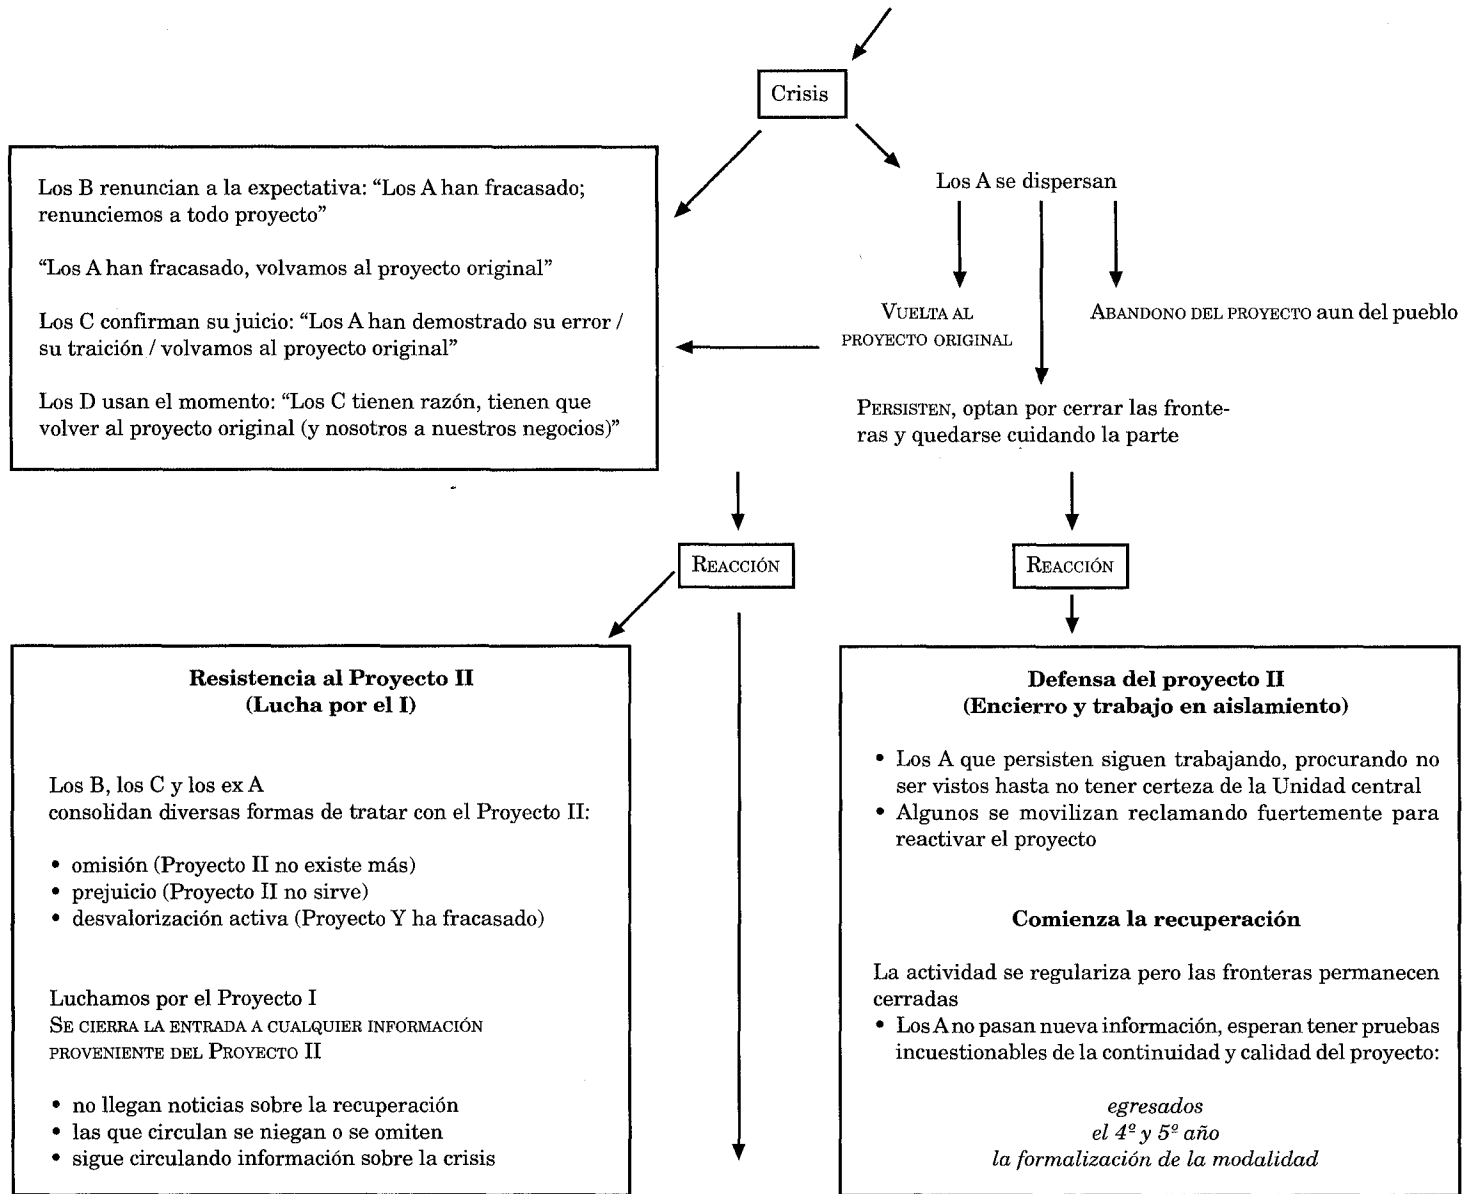 Crisis
Los B renuncian a la expectativa: “Los A han fracasado;
renunciemos a todo proyecto”
“Los A han fracasado, volvamos al proyecto original”
Los C confirman su juicio: “Los A han demostrado su error /
su traición / volvamos al proyecto original”
Los D usan el momento: “Los C tienen razón, tienen que
volver al proyecto original (y nosotros a nuestros negocios)”
Los A se dispersan
VUELTA AL
PROYECTO ORIGINAL
ABANDONO DEL PROYECTO aun del pueblo
PERSISTEN, optan por cerrar las fronte-
ras y quedarse cuidando la parte
REACCIÓN
REACCIÓN
Resistencia al Proyecto II
(Lucha por el I)
Los B, los C y los ex A
consolidan diversas formas de tratar con el Proyecto II:
• omisión (Proyecto II no existe más)
• prejuicio (Proyecto II no sirve)
• desvalorización activa (Proyecto Y ha fracasado)
Luchamos por el Proyecto I
SE CIERRA LA ENTRADA A CUALQUIER INFORMACIÓN
PROVENIENTE DEL PROYECTO II
• no llegan noticias sobre la recuperación
• las que circulan se niegan o se omiten
• sigue circulando información sobre la crisis
Defensa del proyecto II
(Encierro y trabajo en aislamiento)
• Los A que persisten siguen trabajando, procurando no
ser vistos hasta no tener certeza de la Unidad central
• Algunos se movilizan reclamando fuertemente para
reactivar el proyecto
Comienza la recuperación
La actividad se regulariza pero las fronteras permanecen
cerradas
• Los A no pasan nueva información, esperan tener pruebas
incuestionables de la continuidad y calidad del proyecto:
egresados
el 4º y 5º año
la formalización de la modalidad